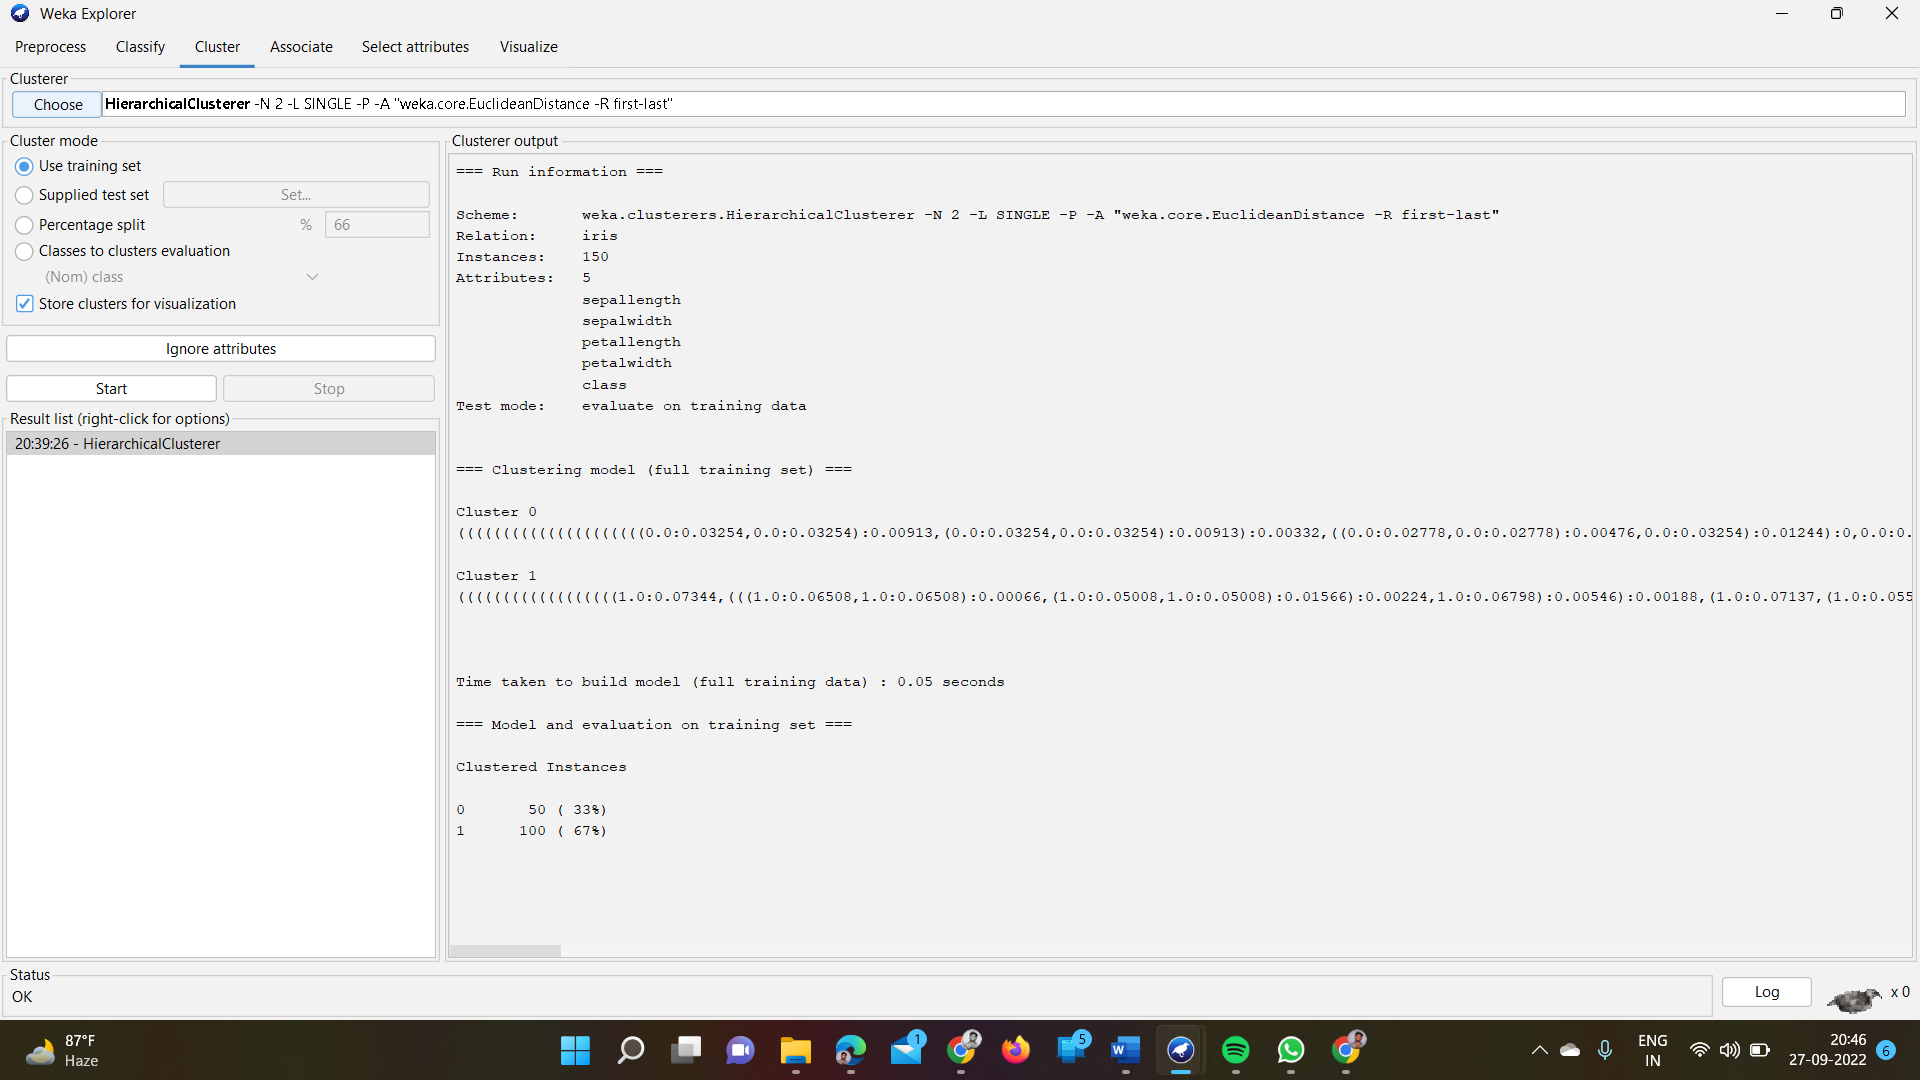 Weka Explorer
Preprocess Classify Cluster Associate Select attributes Visualize
Clusterer
Choose HierarchicalClusterer -N 2 -L SINGLE -P -A "weka.core.EuclideanDistance -R first-last"
Cluster mode
Use training set
Supplied test set Set...
Percentage split % 66
Classes to clusters evaluation
(Nom) class
Store clusters for visualization
Ignore attributes
Start Stop
Result list (right-click for options)
20:39:26 - HierarchicalClusterer
Clusterer output
=== Run information ===
Scheme: weka.clusterers.HierarchicalClusterer -N 2 -L SINGLE -P -A "weka.core.EuclideanDistance -R first-last"
Relation: iris
Instances: 150
Attributes: 5
sepallength
sepalwidth
petallength
petalwidth
class
Test mode: evaluate on training data
=== Clustering model (full training set) ===
Cluster 0
(((((((((((((((((((((0.0:0.03254,0.0:0.03254):0.00913,(0.0:0.03254,0.0:0.03254):0.00913):0.00332,((0.0:0.02778,0.0:0.02778):0.00476,0.0:0.03254):0.01244):0,0.0:0.
Cluster 1
((((((((((((((((((1.0:0.07344,(((1.0:0.06508,1.0:0.06508):0.00066,(1.0:0.05008,1.0:0.05008):0.01566):0.00224,1.0:0.06798):0.00546):0.00188,(1.0:0.07137,(1.0:0.055
Time taken to build model (full training data) : 0.05 seconds
=== Model and evaluation on training set ===
Clustered Instances
0 50 ( 33%)
1 100 ( 67%)
Status
OK
Log
x 0
87°F
Haze
1
5
W
ENG
IN
20:46
27-09-2022
6